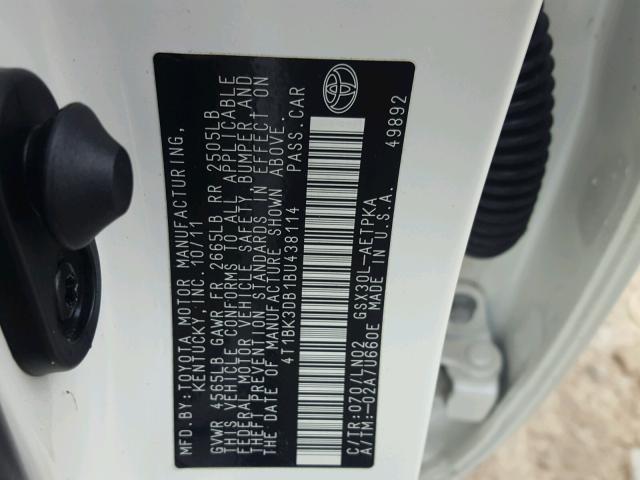 MFD.BY:TOYOTA MOTOR MANUFACTURING,
KENTUCKY,INC.10/11
GVWR 4565LB GAWR FR 2665LB RR 2505LB
THIS VEHICLE CONFORMS TO ALL APPLICABLE
FEDERAL MOTOR VEHICLE SAFETY, BUMPER,AND
THEFT PREVENTION STANDARDS IN EFFECT ON
THE DATE OF MANUFACTURE SHOWN ABOVE.
4T1BK3DB1BU438114 PASS.CAR
C/TR:070/LN02 GSX30L-AETPKA
A/TM:-02A/U660E MADE IN U.S.A. 49892